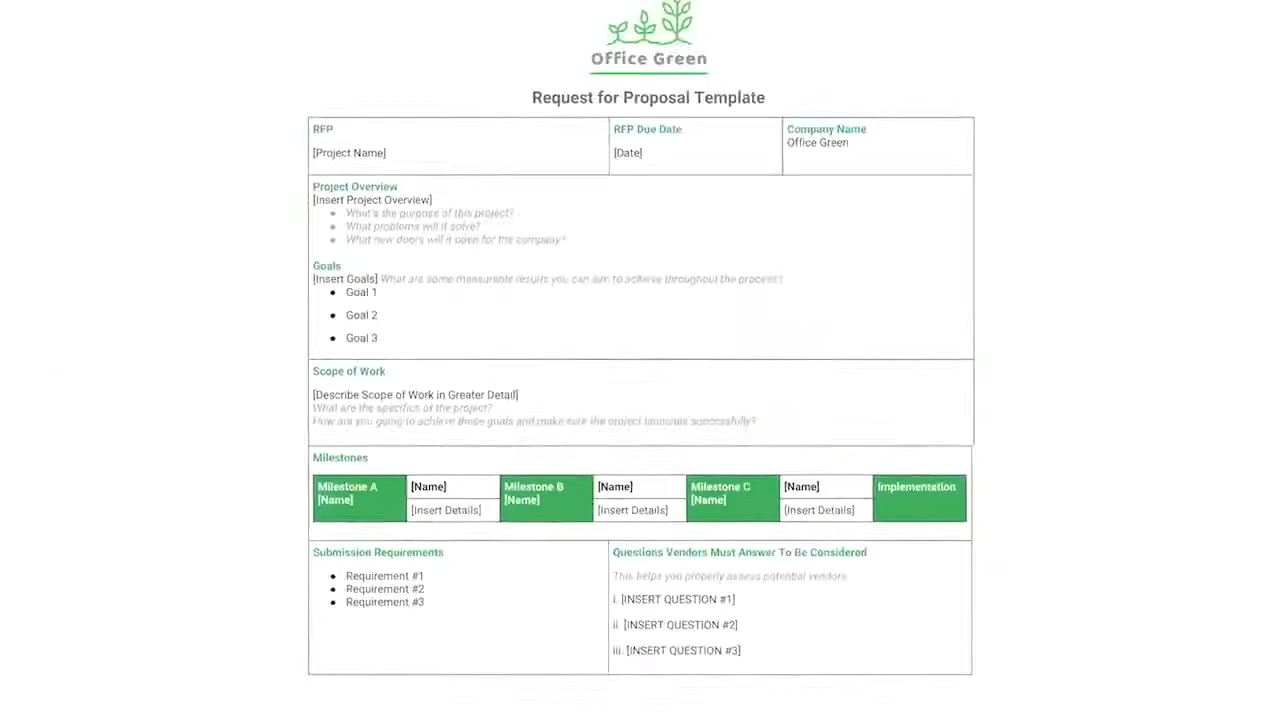 Office Green
Request for Proposal Template
RFP
[Project Name]
RFP Due Date
[Date]
Company Name
Office Green
Project Overview
[Insert Project Overview]
What's the purpose of this project?
What problems will it solve?
What new doors will it open for the company?
Goals
[Insert Goals] What are some measurable results you can aim to achieve throughout the process?
Goal 1
Goal 2
Goal 3
Scope of Work
[Describe Scope of Work in Greater Detail]
What are the specifics of the project?
How are you going to achieve these goals and make sure the project launches successfully?
Milestones
Milestone A
[Name]
[Name]
[Insert Details]
Milestone B
[Name]
[Name]
[Insert Details]
Milestone C
[Name]
[Name]
[Insert Details]
Implementation
Submission Requirements
Requirement #1
Requirement #2
Requirement #3
Questions Vendors Must Answer To Be Considered
This helps you properly assess potential vendors
i. [INSERT QUESTION #1]
ii [INSERT QUESTION #2]
iii. [INSERT QUESTION #3]